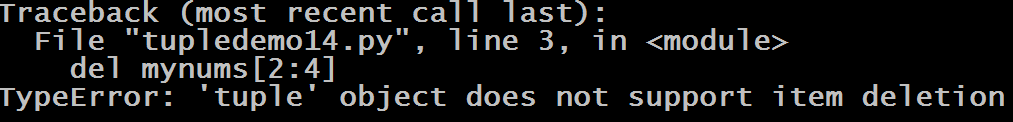 Traceback (most recent call last):
  File "tupledemo14.py", line 3, in <module>
    del mynums[2:4]
TypeError: 'tuple' object does not support item deletion